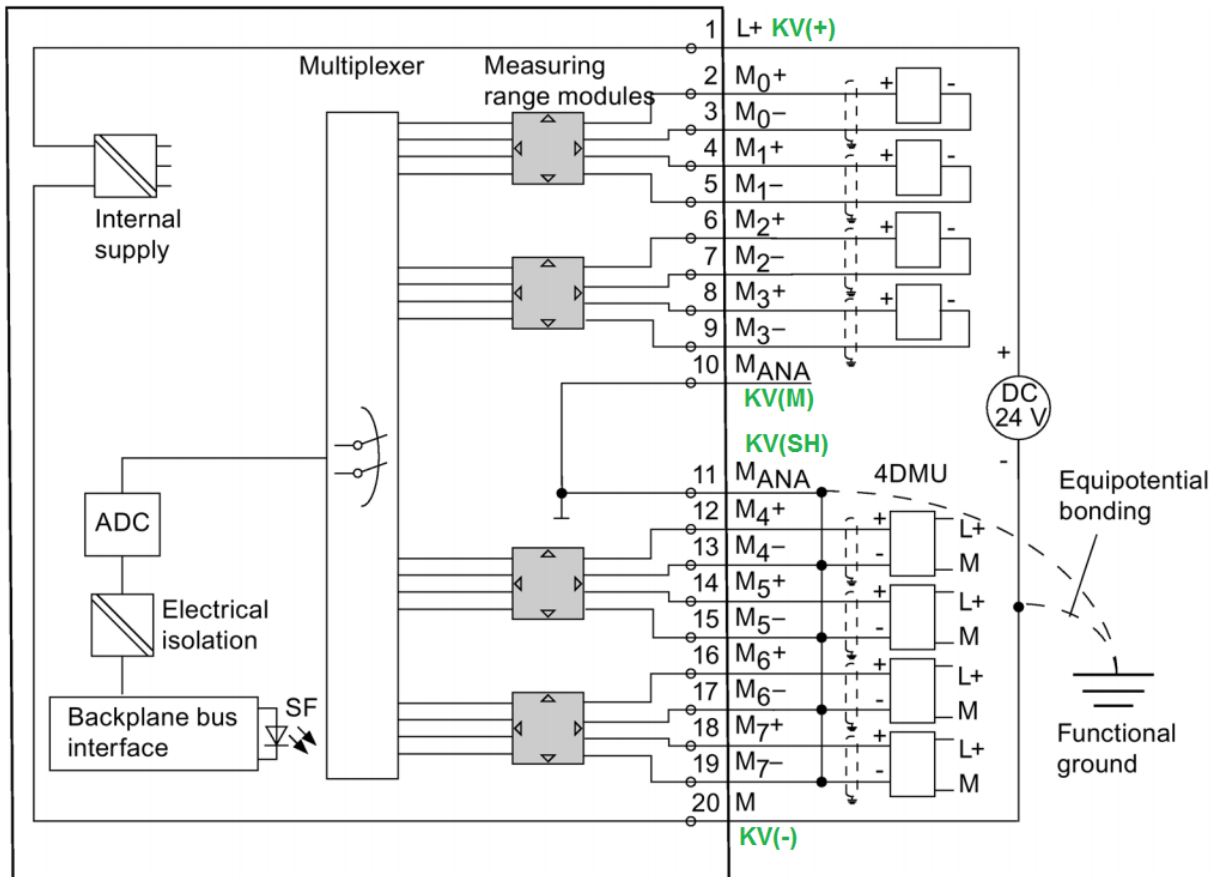 1 L+ KV(+)
Multiplexer
Measuring
range modules
2 M0+
3 M0−
4 M1+
5 M1−
6 M2+
7 M2−
8 M3+
9 M3−
10 MANA
KV(M)
+ -
+ -
+ -
+ -
Internal
supply
+
DC
24 V
-
KV(SH)
11 MANA
4DMU
Equipotential
bonding
12 M4+
13 M4−
14 M5+
15 M5−
16 M6+
17 M6−
18 M7+
19 M7−
20 M
KV(-)
+ L+
- M
+ L+
- M
+ L+
- M
+ L+
- M
ADC
Electrical
isolation
Backplane bus
interface
SF
Functional
ground